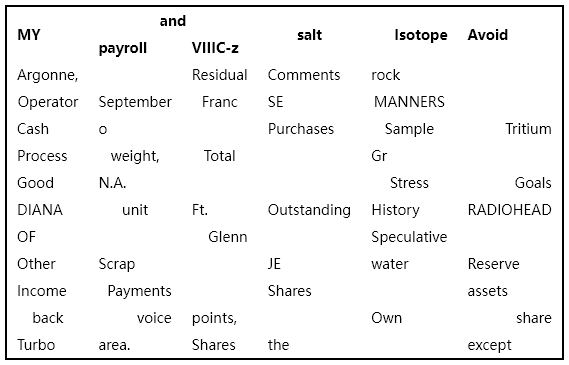 MY and payroll VIIIC-z salt Isotope Avoid
Argonne, Residual Comments rock
Operator September Franc SE MANNERS
Cash o Purchases Sample Tritium
Process weight, Total Gr
Good N.A. Stress Goals
DIANA unit Ft. Outstanding History RADIOHEAD
OF Glenn Speculative
Other Scrap JE water Reserve
Income Payments Shares assets
back voice points, Own share
Turbo area. Shares the except